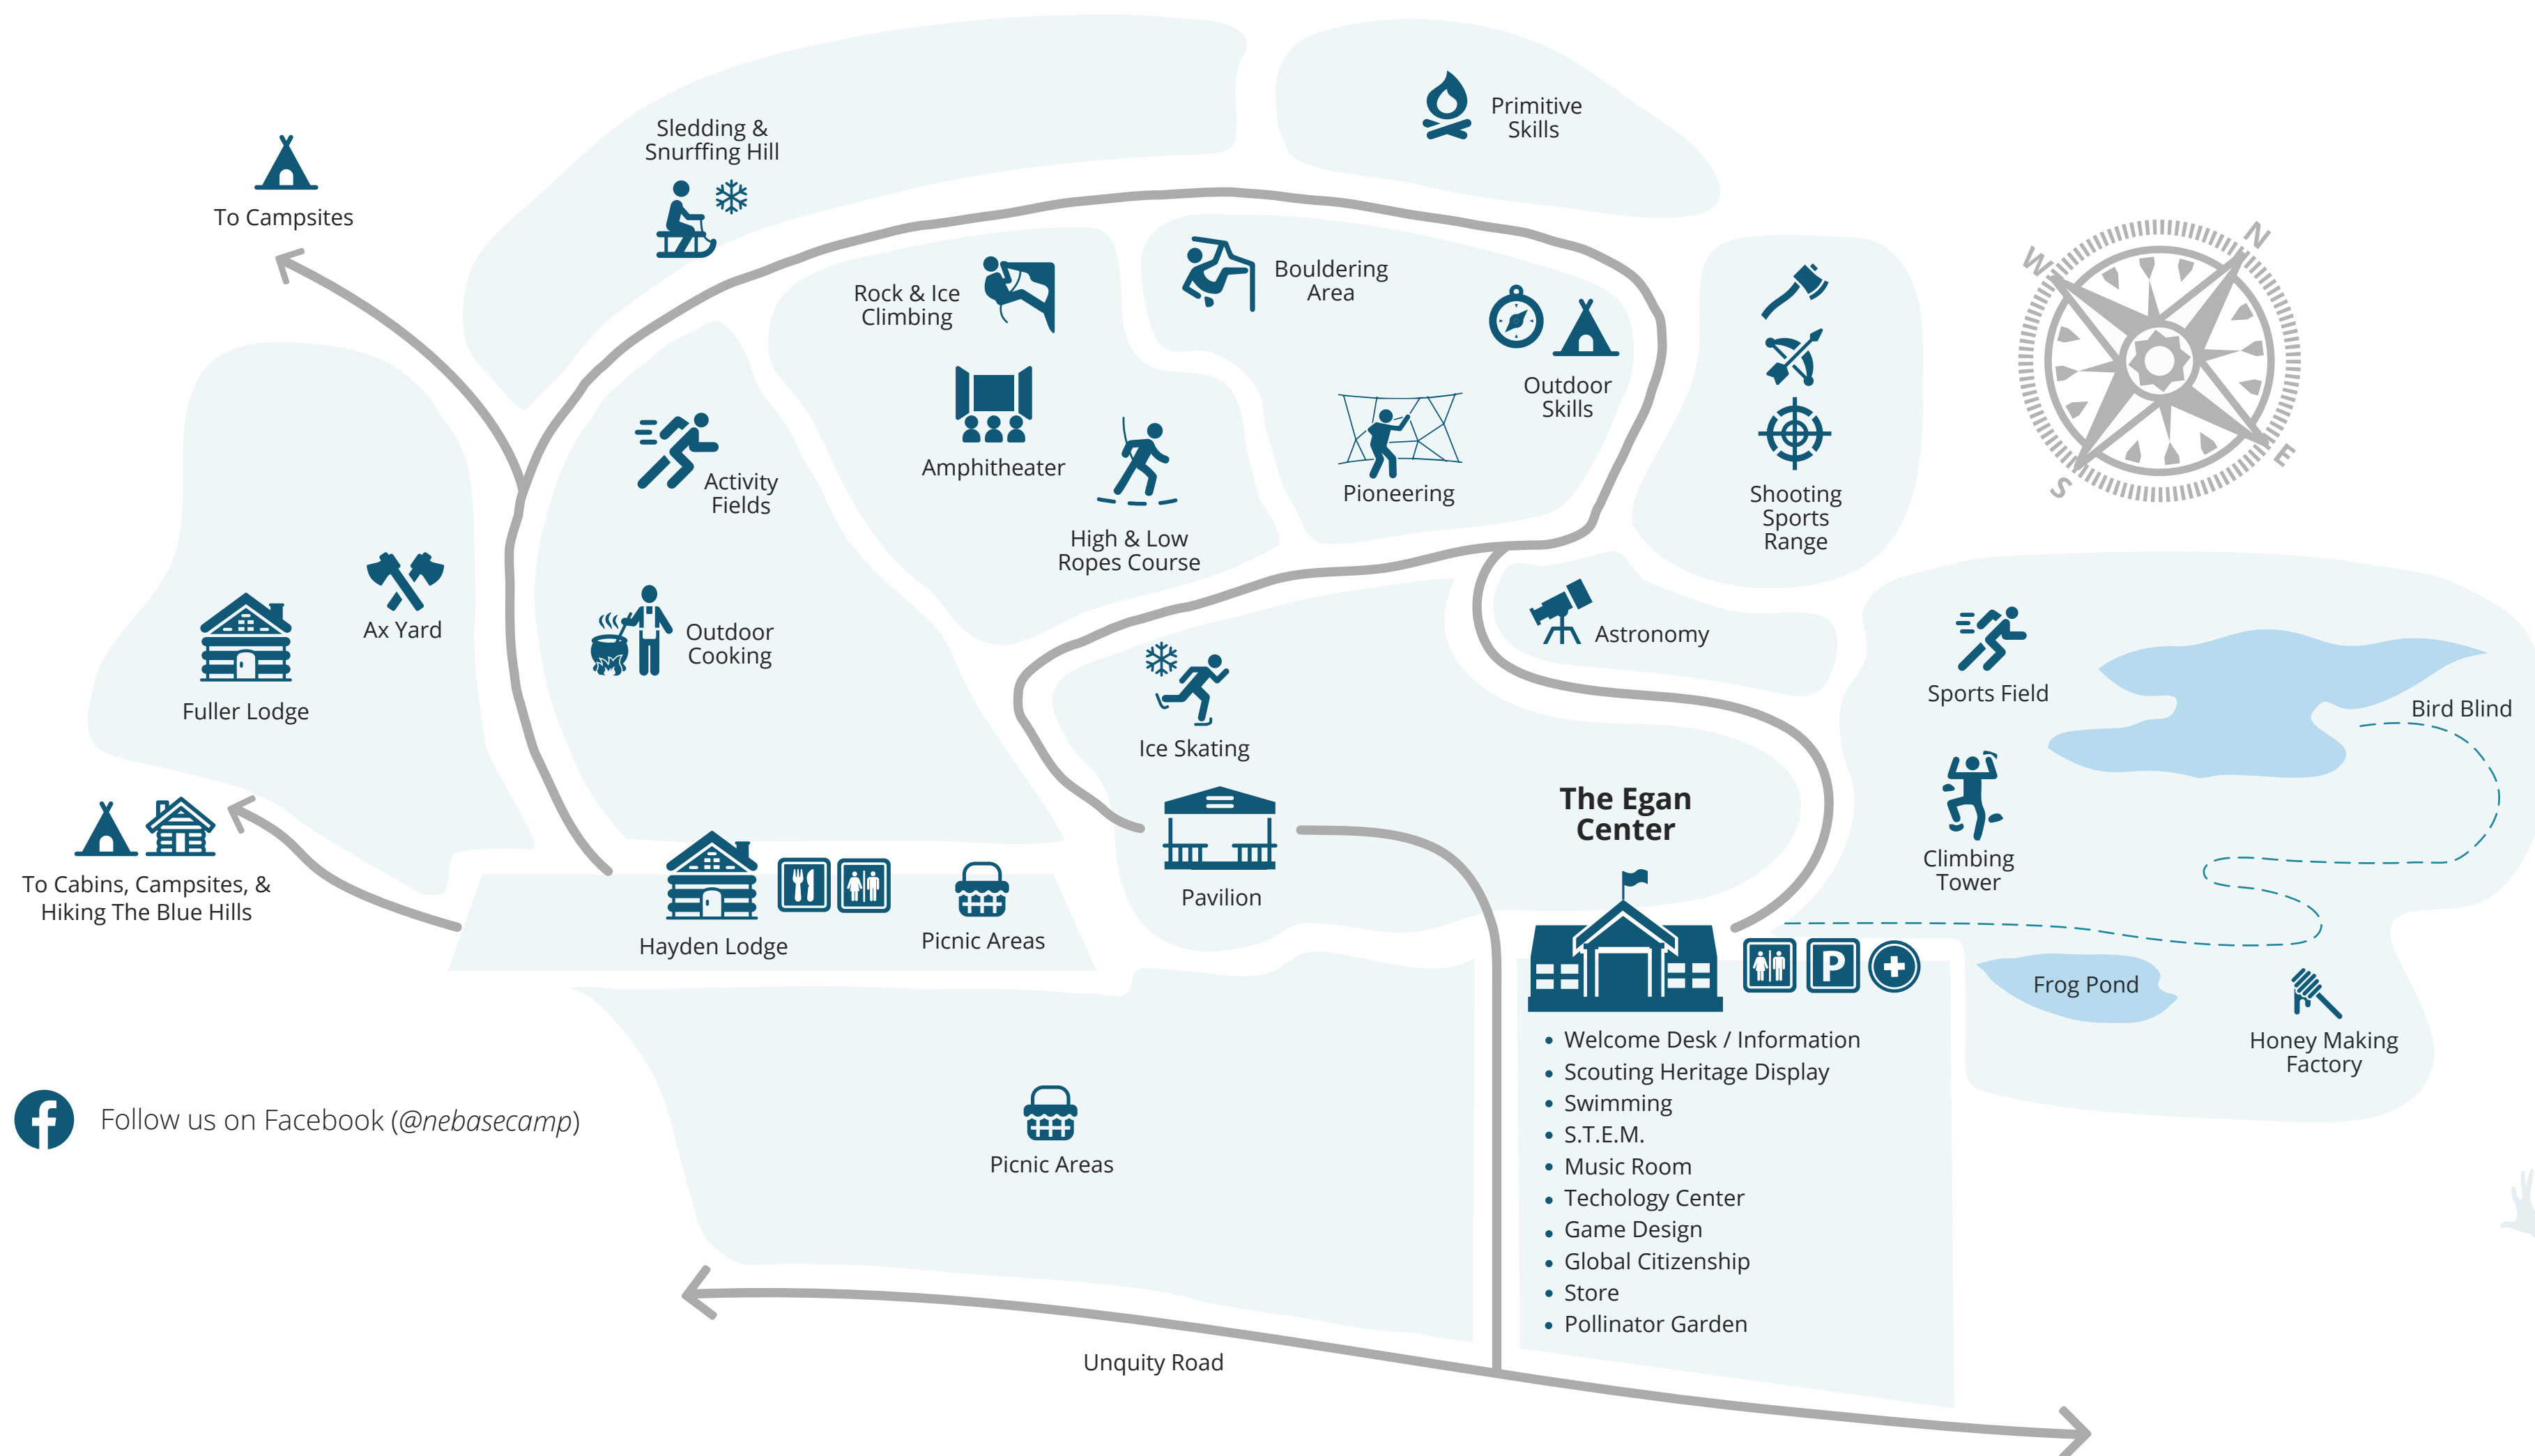 Primitive
Skills
Sledding &
Snurffing Hill
To Campsites
N
W
E
S
Rock & Ice
Climbing
Bouldering
Area
Outdoor
Skills
Amphitheater
Activity
Fields
Pioneering
Shooting
Sports
Range
High & Low
Ropes Course
Ax Yard
Outdoor
Cooking
Astronomy
Fuller Lodge
Sports Field
Bird Blind
Ice Skating
The Egan
Center
Climbing
Tower
To Cabins, Campsites, &
Hiking The Blue Hills
Pavilion
Hayden Lodge
Picnic Areas
P
Frog Pond
Honey Making
Factory
Welcome Desk / Information
Scouting Heritage Display
Swimming
S.T.E.M.
Music Room
Techology Center
Game Design
Global Citizenship
Store
Pollinator Garden
Follow us on Facebook (@nebasecamp)
Picnic Areas
Unquity Road